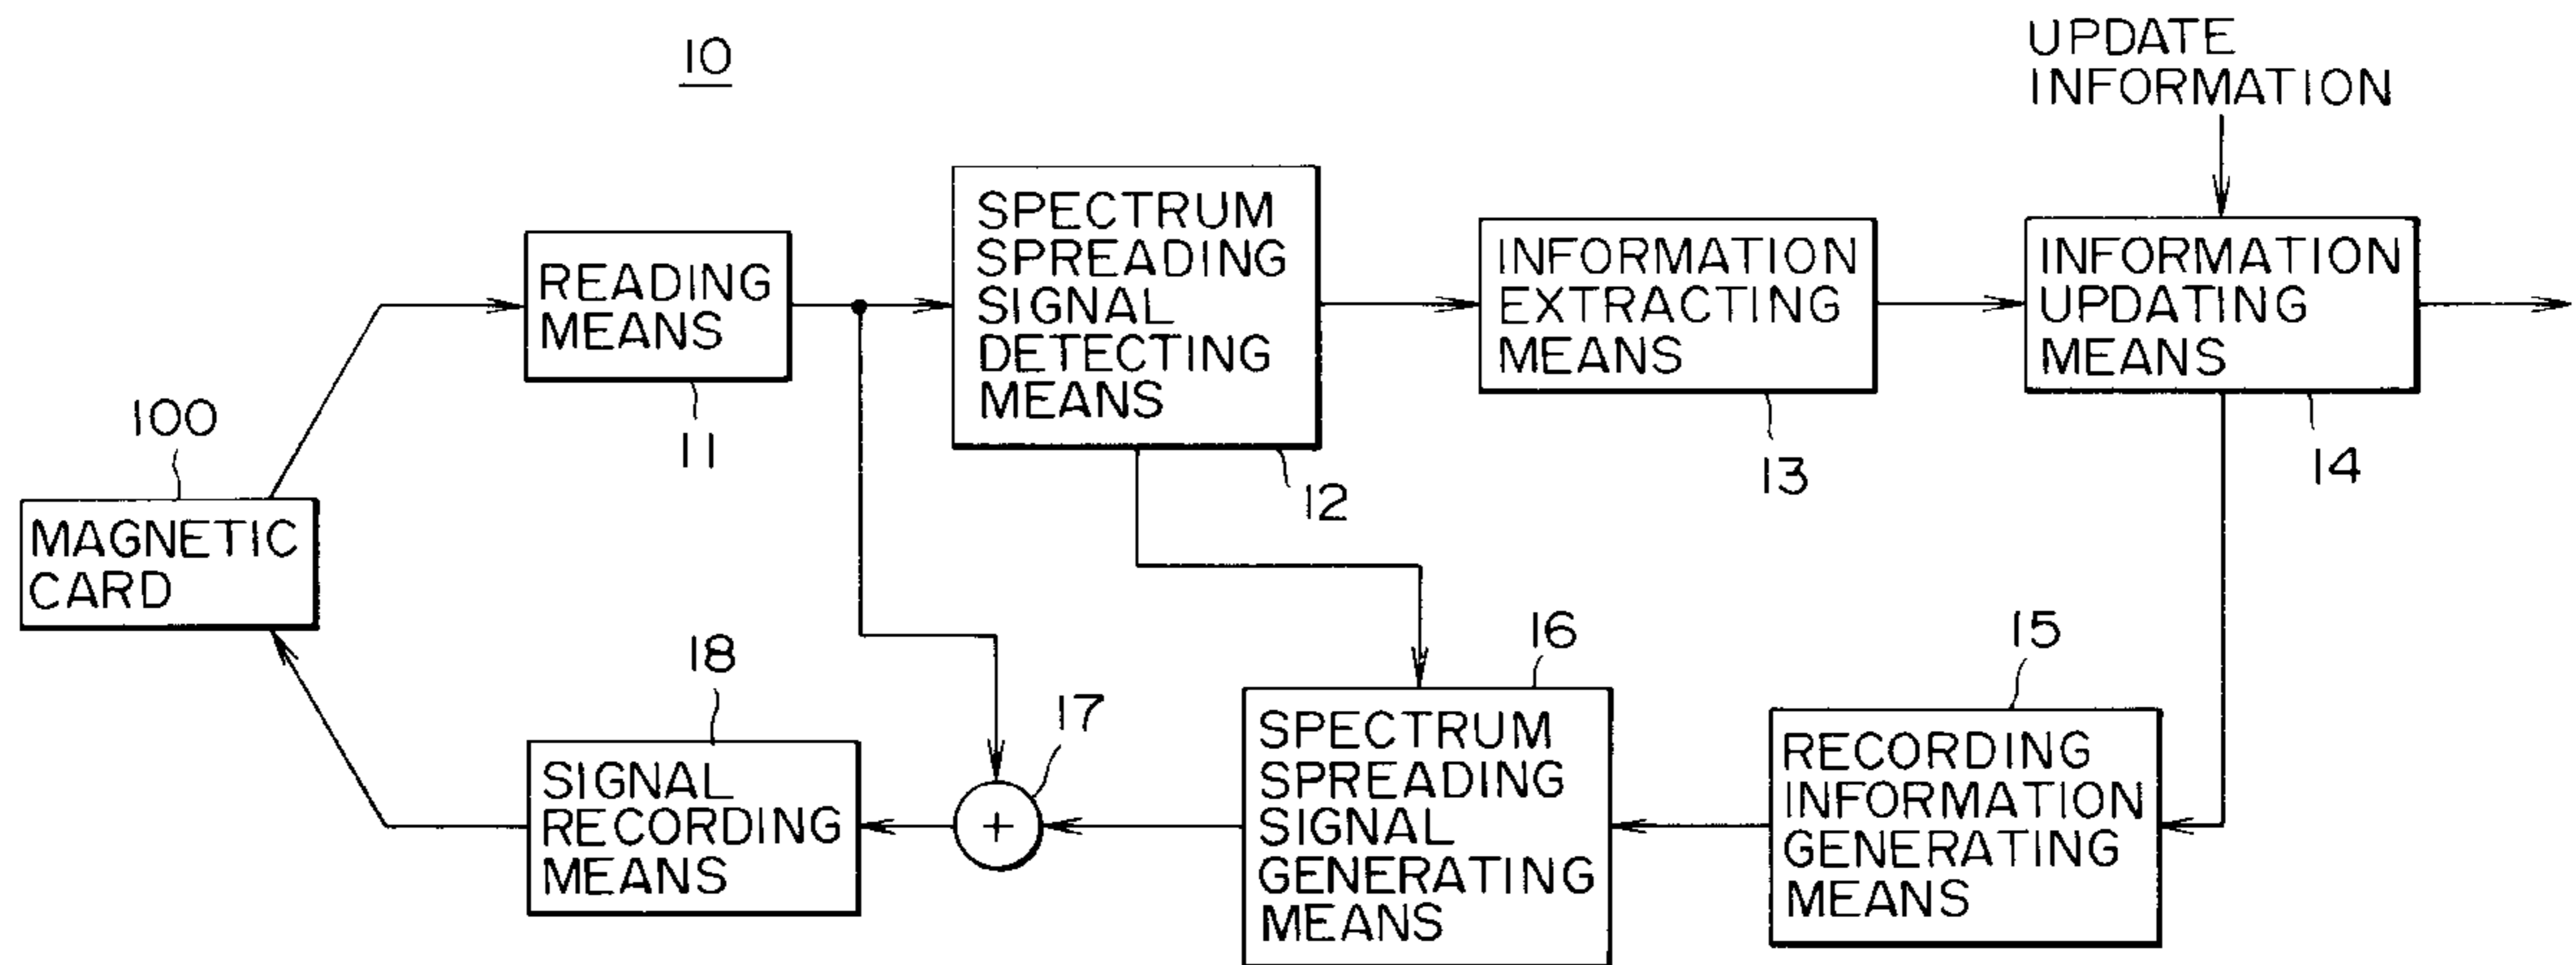 10
UPDATE
INFORMATION
READING
MEANS
11
SPECTRUM
SPREADING
SIGNAL
DETECTING
MEANS
12
INFORMATION
EXTRACTING
MEANS
13
INFORMATION
UPDATING
MEANS
14
100
MAGNETIC
CARD
18
SIGNAL
RECORDING
MEANS
17
+
16
SPECTRUM
SPREADING
SIGNAL
GENERATING
MEANS
15
RECORDING
INFORMATION
GENERATING
MEANS